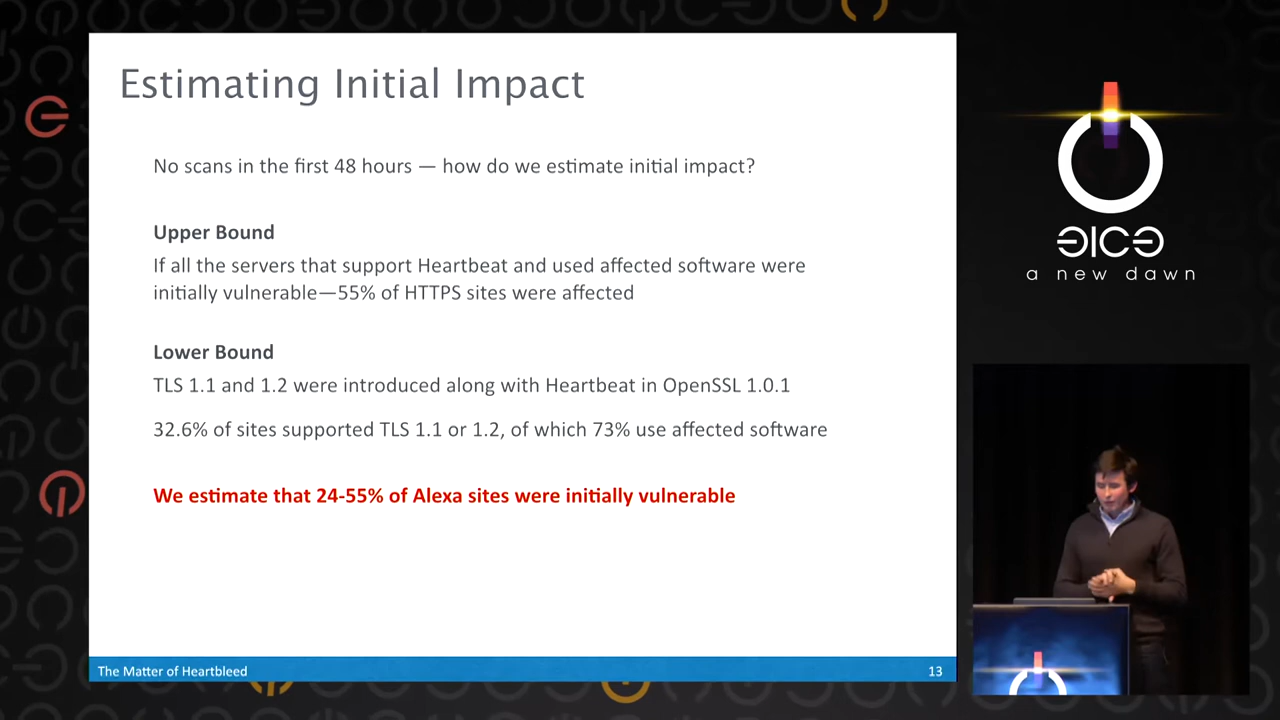 Estimating Initial Impact
No scans in the first 48 hours — how do we estimate initial impact?
Upper Bound
If all the servers that support Heartbeat and used affected software were
initially vulnerable—55% of HTTPS sites were affected
Lower Bound
TLS 1.1 and 1.2 were introduced along with Heartbeat in OpenSSL 1.0.1
32.6% of sites supported TLS 1.1 or 1.2, of which 73% use affected software
We estimate that 24-55% of Alexa sites were initially vulnerable
The Matter of Heartbleed
13
a new dawn